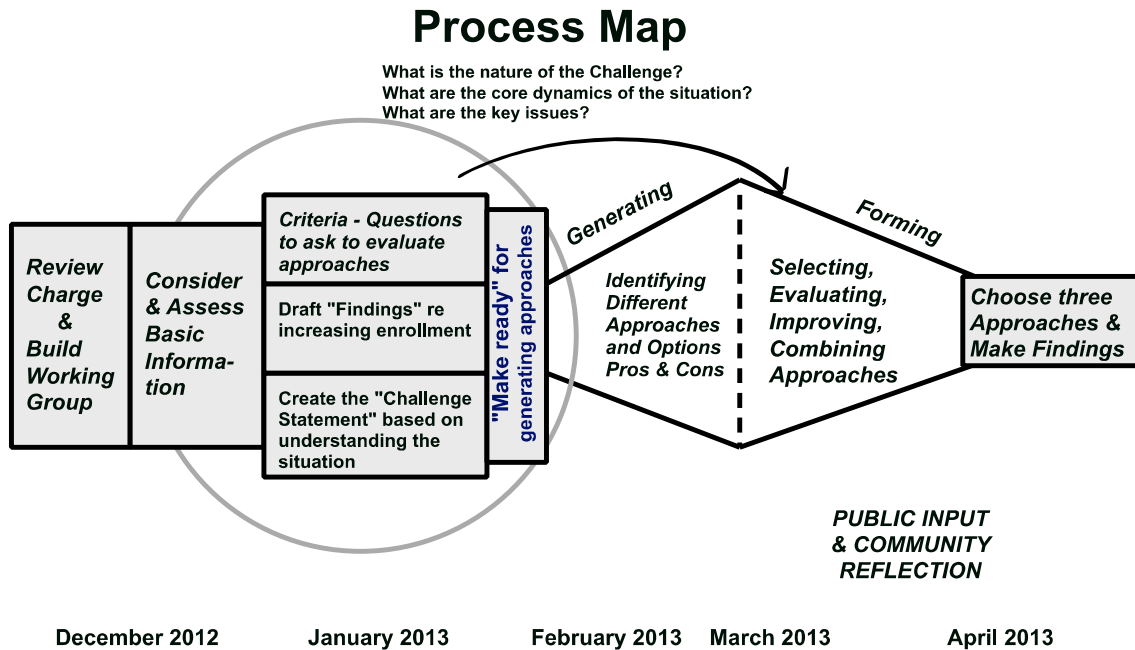 Process Map
What is the nature of the Challenge?
What are the core dynamics of the situation?
What are the key issues?
Review
Charge
&
Build
Working
Group
Consider
& Assess
Basic
Informa-
tion
Criteria - Questions
to ask to evaluate
approaches
Draft "Findings" re
increasing enrollment
Create the "Challenge
Statement" based on
understanding the
situation
"Make ready" for
generating approaches
Generating
Identifying
Different
Approaches
and Options
Pros & Cons
Forming
Selecting,
Evaluating,
Improving,
Combining
Approaches
Choose three
Approaches &
Make Findings
PUBLIC INPUT
& COMMUNITY
REFLECTION
December 2012
January 2013
February 2013
March 2013
April 2013